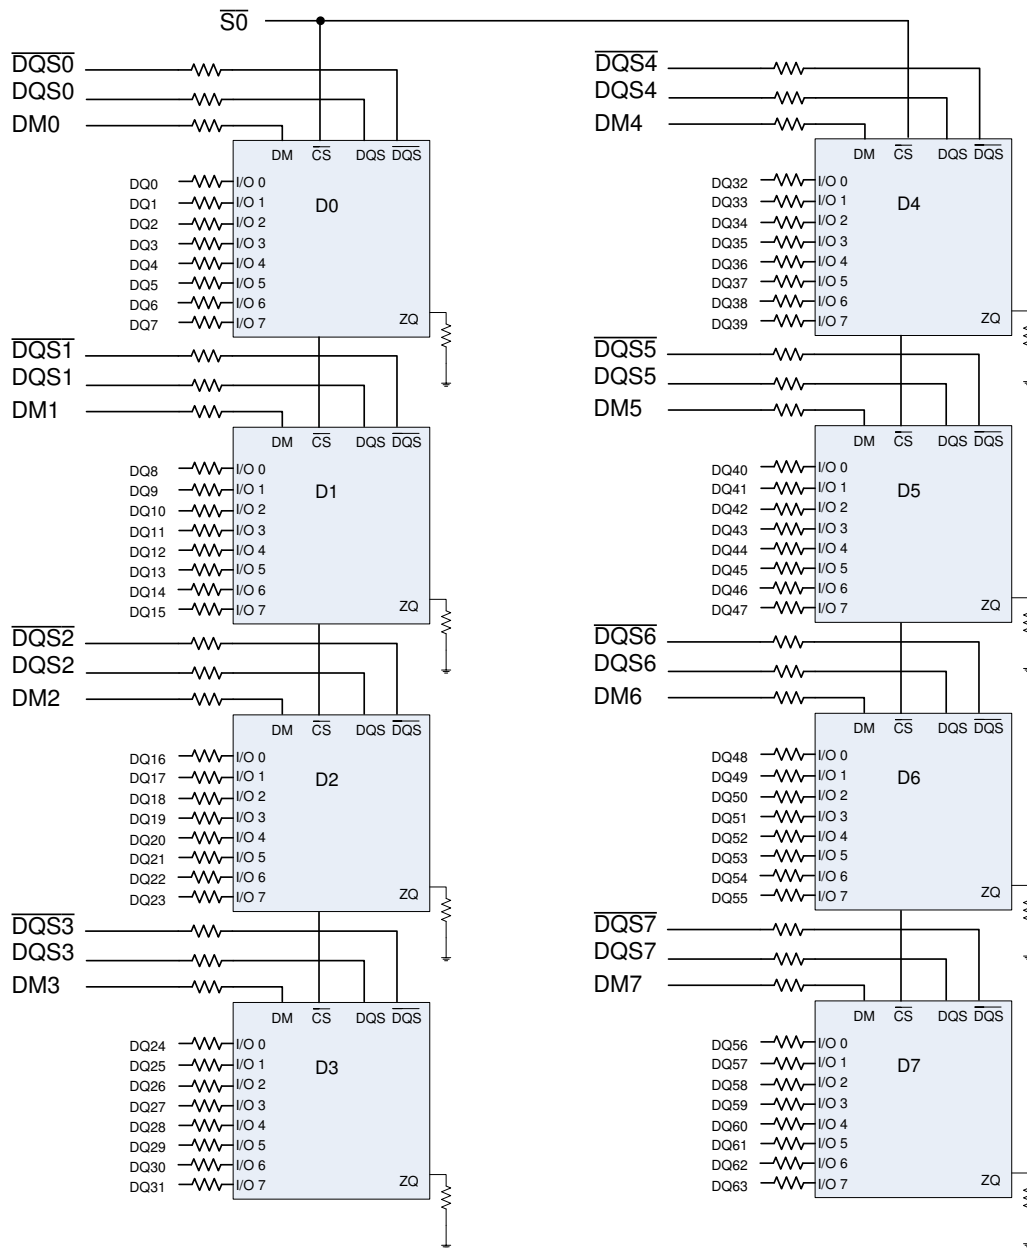 S0
DQS0
DQS0
DM0
DM CS DQS DQS
DQ0 I/O 0
DQ1 I/O 1
D0
DQ2 I/O 2
DQ3 I/O 3
DQ4 I/O 4
DQ5 I/O 5
DQ6 I/O 6
DQ7 I/O 7
ZQ
DQS1
DQS1
DM1
DM CS DQS DQS
DQ8 I/O 0
DQ9 I/O 1
D1
DQ10 I/O 2
DQ11 I/O 3
DQ12 I/O 4
DQ13 I/O 5
DQ14 I/O 6
DQ15 I/O 7
ZQ
DQS2
DQS2
DM2
DM CS DQS DQS
DQ16 I/O 0
DQ17 I/O 1
D2
DQ18 I/O 2
DQ19 I/O 3
DQ20 I/O 4
DQ21 I/O 5
DQ22 I/O 6
DQ23 I/O 7
ZQ
DQS3
DQS3
DM3
DM CS DQS DQS
DQ24 I/O 0
DQ25 I/O 1
D3
DQ26 I/O 2
DQ27 I/O 3
DQ28 I/O 4
DQ29 I/O 5
DQ30 I/O 6
DQ31 I/O 7
ZQ
DQS4
DQS4
DM4
DM CS DQS DQS
DQ32 I/O 0
DQ33 I/O 1
D4
DQ34 I/O 2
DQ35 I/O 3
DQ36 I/O 4
DQ37 I/O 5
DQ38 I/O 6
DQ39 I/O 7
ZQ
DQS5
DQS5
DM5
DM CS DQS DQS
DQ40 I/O 0
DQ41 I/O 1
D5
DQ42 I/O 2
DQ43 I/O 3
DQ44 I/O 4
DQ45 I/O 5
DQ46 I/O 6
DQ47 I/O 7
ZQ
DQS6
DQS6
DM6
DM CS DQS DQS
DQ48 I/O 0
DQ49 I/O 1
D6
DQ50 I/O 2
DQ51 I/O 3
DQ52 I/O 4
DQ53 I/O 5
DQ54 I/O 6
DQ55 I/O 7
ZQ
DQS7
DQS7
DM7
DM CS DQS DQS
DQ56 I/O 0
DQ57 I/O 1
D7
DQ58 I/O 2
DQ59 I/O 3
DQ60 I/O 4
DQ61 I/O 5
DQ62 I/O 6
DQ63 I/O 7
ZQ